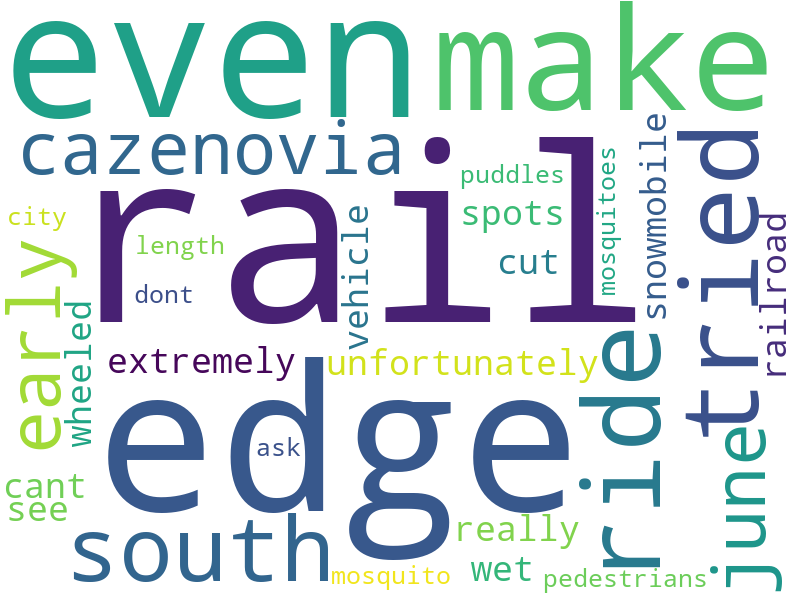 even
make
cazenovia
rail
puddles
spots
cut
mosquitoes
snowmobile
tried
railroad
city
length
dont
vehicle
early
wheeled
extremely
unfortunately
edge
ask
ride
june
cant
see
south
really
wet
mosquito
pedestrians